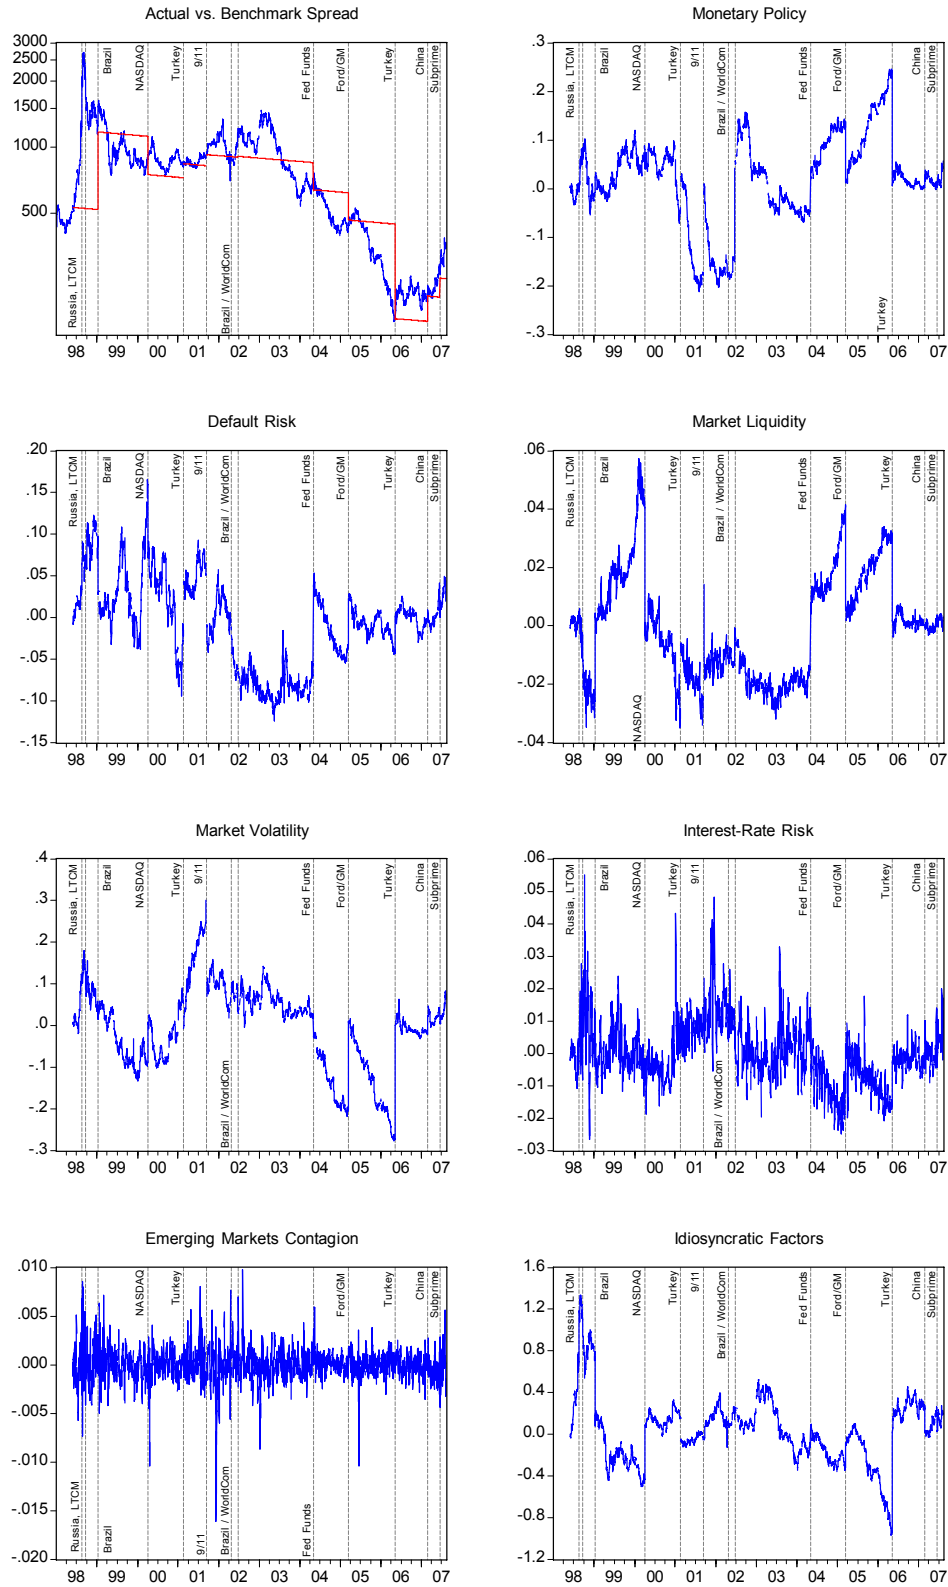 Actual vs. Benchmark Spread
3000
2500
2000
1500
1000
500
Russia, LTCM
Brazil
NASDAQ
Turkey
9/11
Brazil / WorldCom
Fed Funds
Ford/GM
Turkey
China
Subprime
98 99 00 01 02 03 04 05 06 07
Monetary Policy
.3
.2
.1
.0
-.1
-.2
-.3
Russia, LTCM
Brazil
NASDAQ
Turkey
9/11
Brazil / WorldCom
Fed Funds
Ford/GM
Turkey
China
Subprime
98 99 00 01 02 03 04 05 06 07
Default Risk
.20
.15
.10
.05
.00
-.05
-.10
-.15
Russia, LTCM
Brazil
NASDAQ
Turkey
9/11
Brazil / WorldCom
Fed Funds
Ford/GM
Turkey
China
Subprime
98 99 00 01 02 03 04 05 06 07
Market Liquidity
.06
.04
.02
.00
-.02
-.04
Russia, LTCM
Brazil
NASDAQ
Turkey
9/11
Brazil / WorldCom
Fed Funds
Ford/GM
Turkey
China
Subprime
98 99 00 01 02 03 04 05 06 07
Market Volatility
.4
.3
.2
.1
.0
-.1
-.2
-.3
Russia, LTCM
Brazil
NASDAQ
Turkey
9/11
Brazil / WorldCom
Fed Funds
Ford/GM
Turkey
China
Subprime
98 99 00 01 02 03 04 05 06 07
Interest-Rate Risk
.06
.05
.04
.03
.02
.01
.00
-.01
-.02
-.03
Russia, LTCM
Brazil
NASDAQ
Turkey
9/11
Brazil / WorldCom
Fed Funds
Ford/GM
Turkey
China
Subprime
98 99 00 01 02 03 04 05 06 07
Emerging Markets Contagion
.010
.005
.000
-.005
-.010
-.015
-.020
Russia, LTCM
Brazil
NASDAQ
Turkey
9/11
Brazil / WorldCom
Fed Funds
Ford/GM
Turkey
China
Subprime
98 99 00 01 02 03 04 05 06 07
Idiosyncratic Factors
1.6
1.2
0.8
0.4
0.0
-0.4
-0.8
-1.2
Russia, LTCM
Brazil
NASDAQ
Turkey
9/11
Brazil / WorldCom
Fed Funds
Ford/GM
Turkey
China
Subprime
98 99 00 01 02 03 04 05 06 07